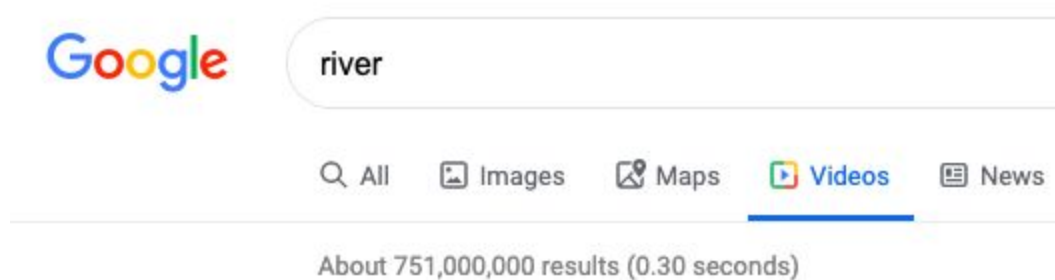 Google river
All Images Maps Videos News
About 751,000,000 results (0.30 seconds)